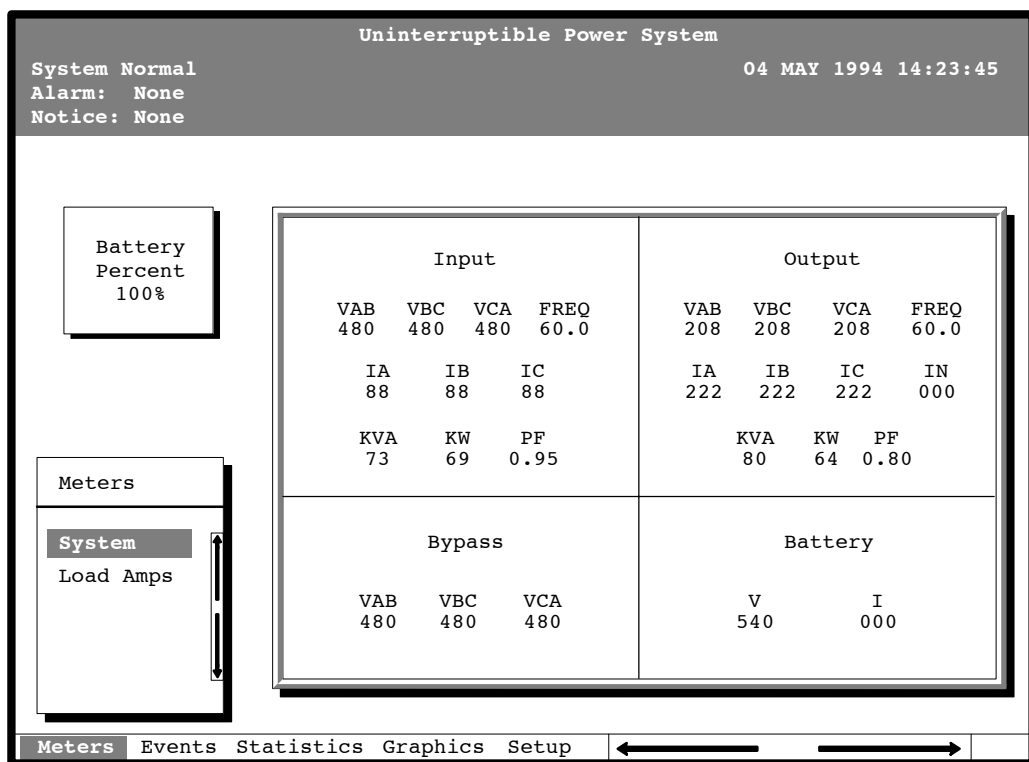 Uninterruptible Power System
System Normal 04 MAY 1994 14:23:45
Alarm: None
Notice: None
Battery
Percent
100%
Input
VAB VBC VCA FREQ
480 480 480 60.0
IA IB IC
88 88 88
KVA KW PF
73 69 0.95
Output
VAB VBC VCA FREQ
208 208 208 60.0
IA IB IC IN
222 222 222 000
KVA KW PF
80 64 0.80
Meters
System
Load Amps
Bypass
VAB VBC VCA
480 480 480
Battery
V I
540 000
Meters Events Statistics Graphics Setup